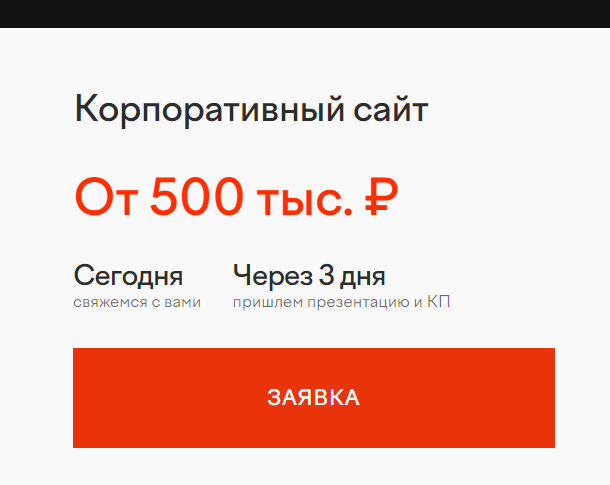 Корпоративный сайт
От 500 тыс. ₽
Сегодня Через 3 дня
свяжемся с вами пришлем презентацию и КП
ЗАЯВКА